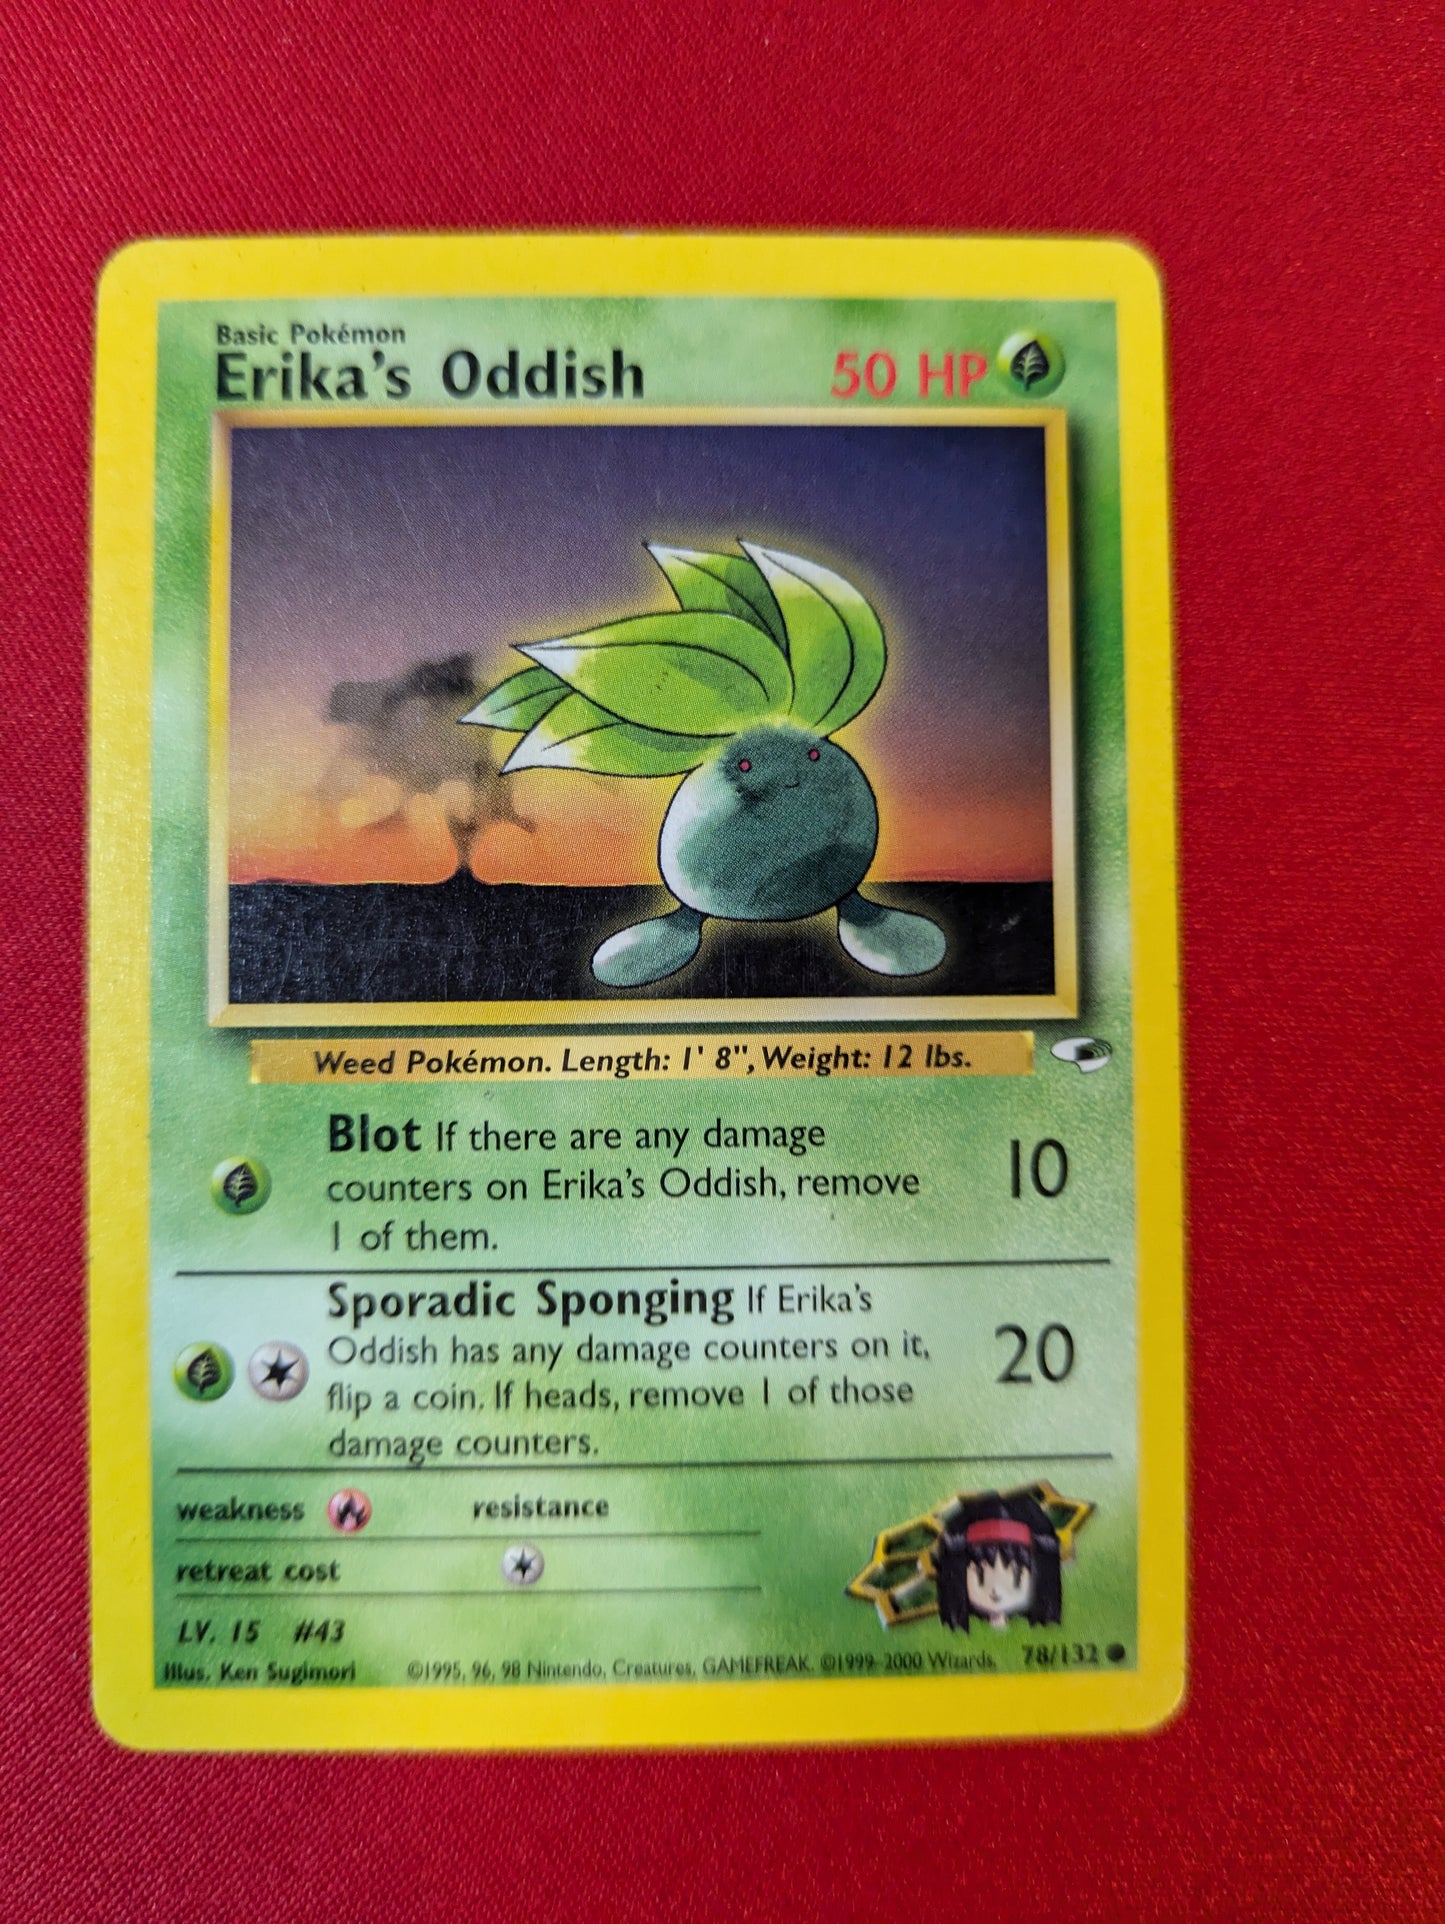 Basic Pokémon
Erika's Oddish 50 HP
Weed Pokémon. Length: 1' 8", Weight: 12 lbs.
Blot If there are any damage
counters on Erika's Oddish, remove
1 of them.
10
Sporadic Sponging If Erika's
Oddish has any damage counters on it,
flip a coin. If heads, remove 1 of those
damage counters.
20
weakness resistance
retreat cost
LV. 15 #43
Illus. Ken Sugimori ©1995, 96, 98 Nintendo, Creatures, GAMEFREAK. ©1999-2000 Wizards. 78/132